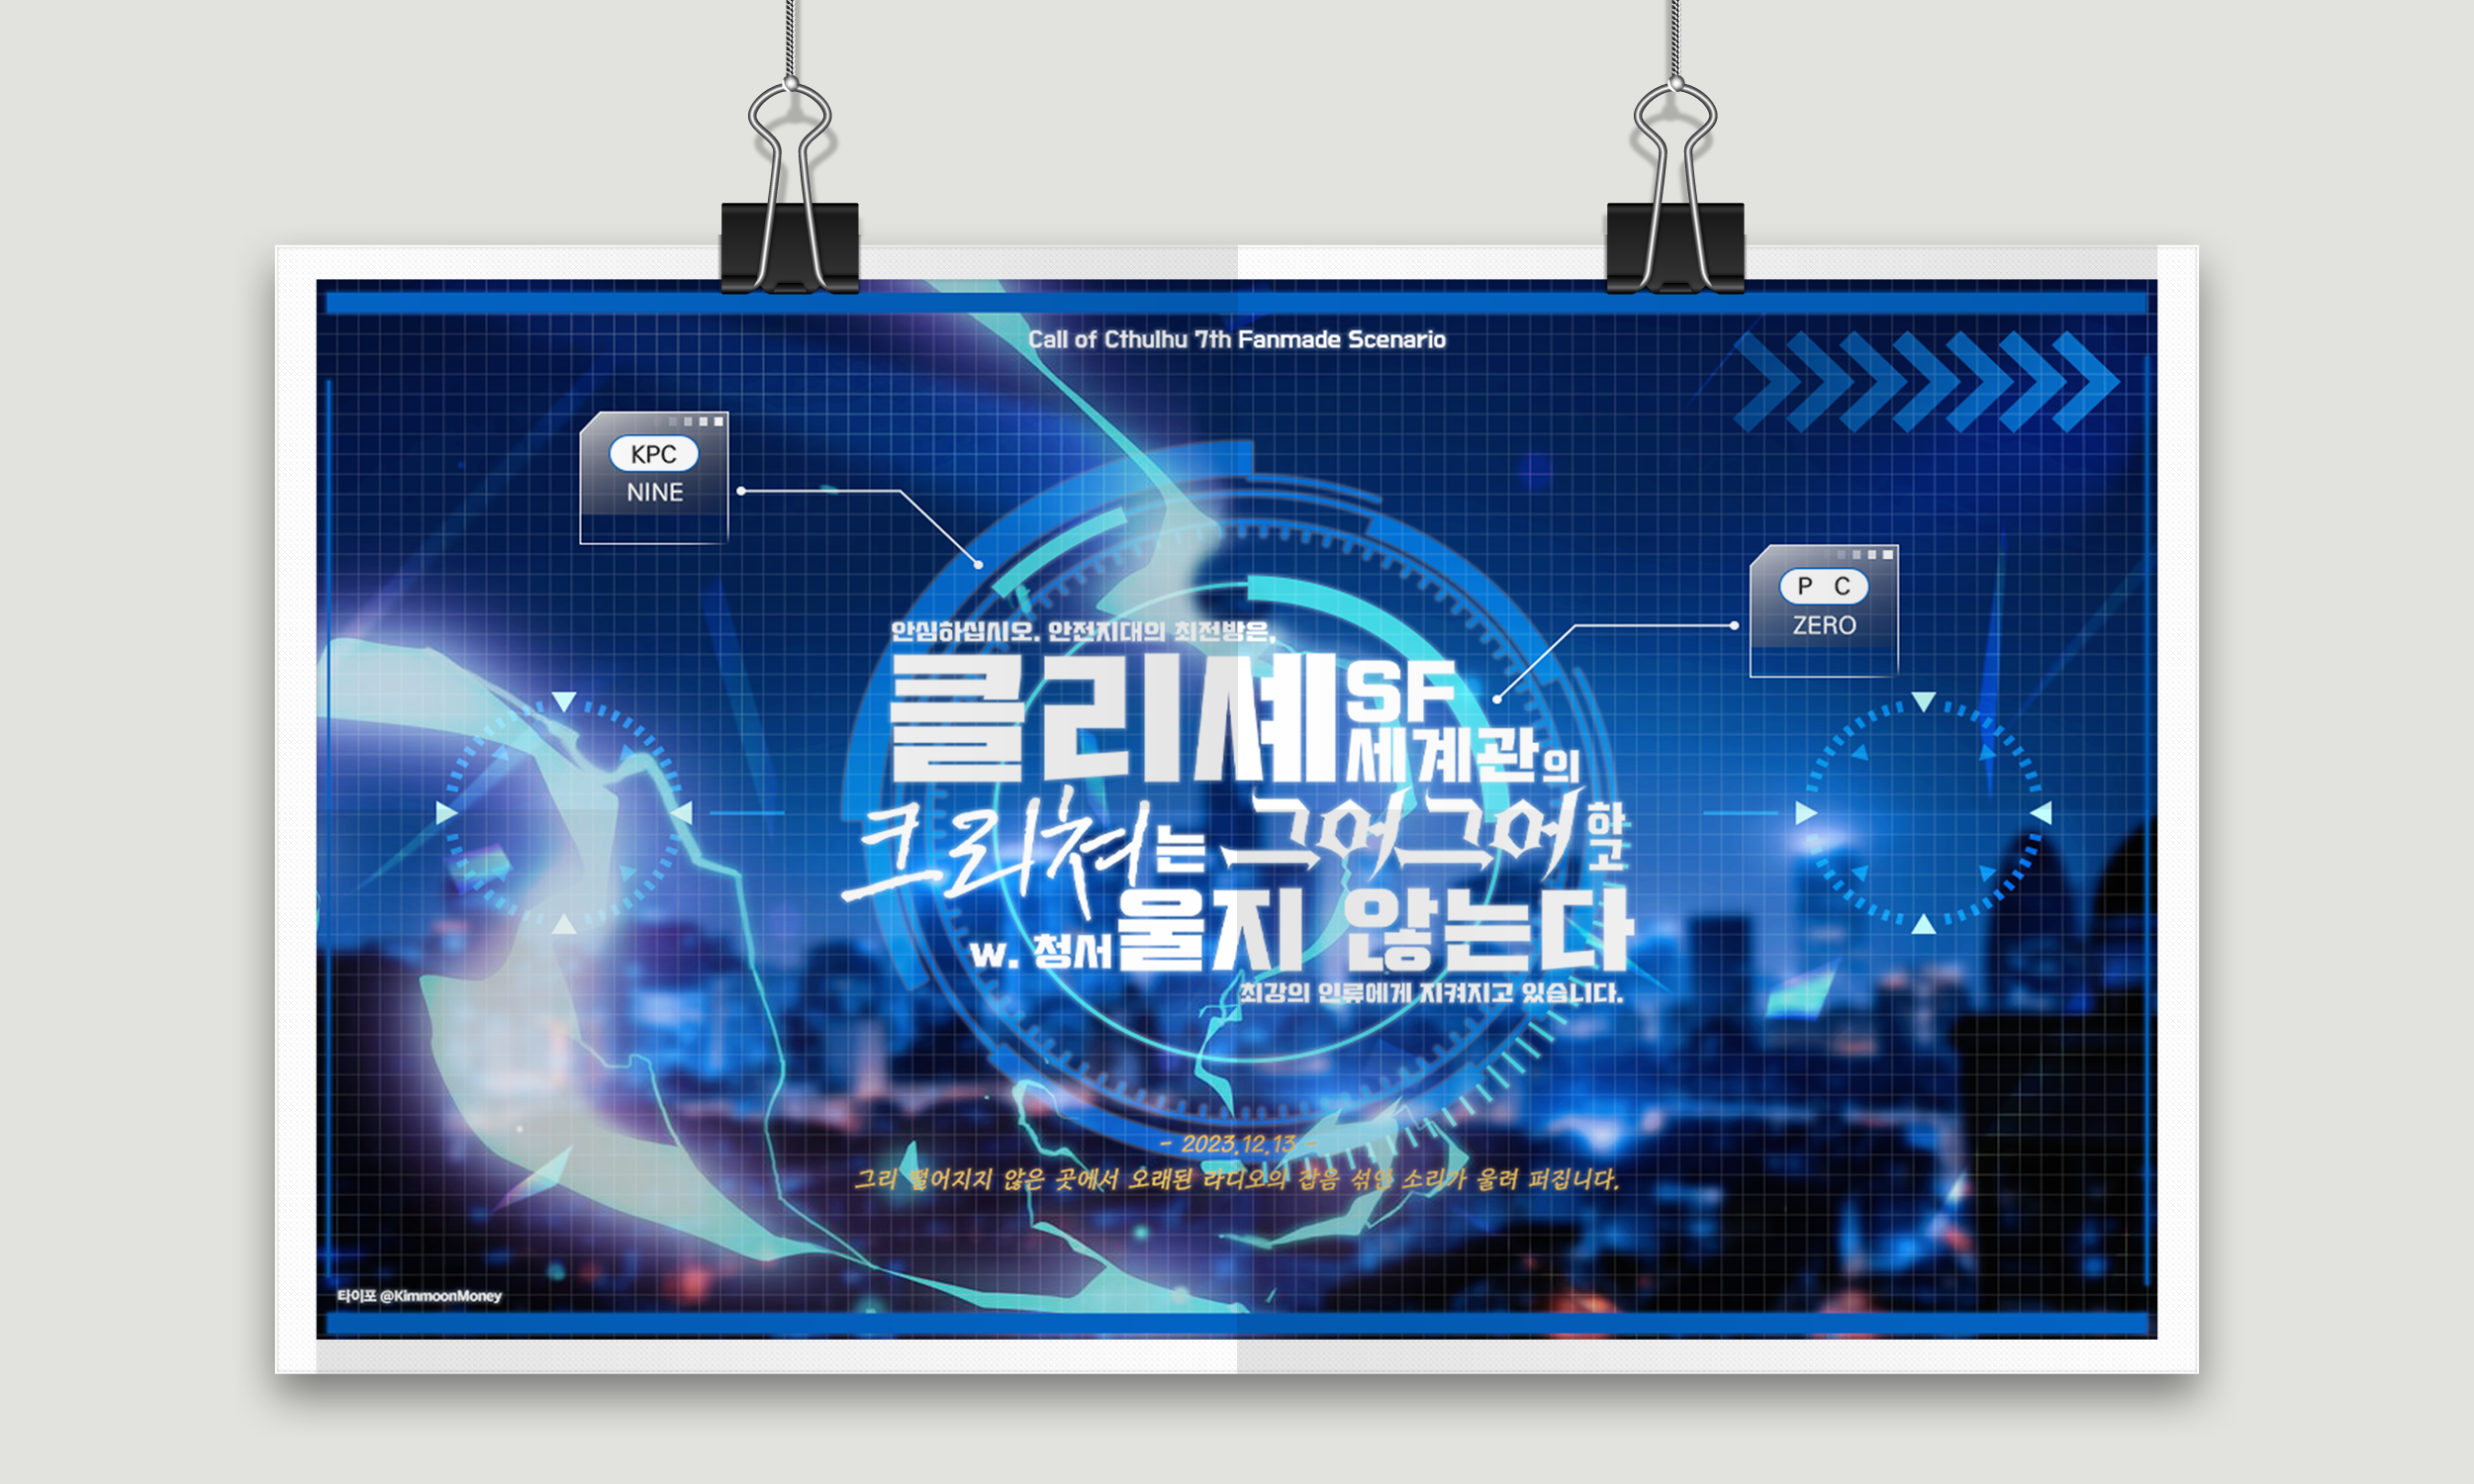 Call of Cthulhu 7th Fanmade Scenario
KPC
NINE
P C
ZERO
안심하십시오. 안전지대의 최전방은,
클리셰 SF 세계관의
크리쳐는 그어그어 하고
w. 청서 울지 않는다
최강의 인류에게 지켜지고 있습니다.
- 2023.12.13 -
그리 멀어지지 않은 곳에서 오래된 라디오의 잡음 섞인 소리가 울려 퍼집니다.
타이포 @KimmoonMoney